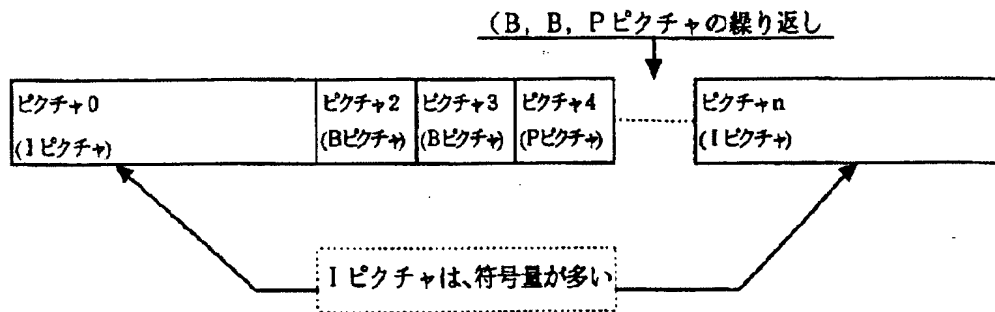 (B, B, Pピクチャの繰り返し
ピクチャ0
(Iピクチャ)
ピクチャ2
(Bピクチャ)
ピクチャ3
(Bピクチャ)
ピクチャ4
(Pピクチャ)
ピクチャn
(Iピクチャ)
Iピクチャは、符号量が多い